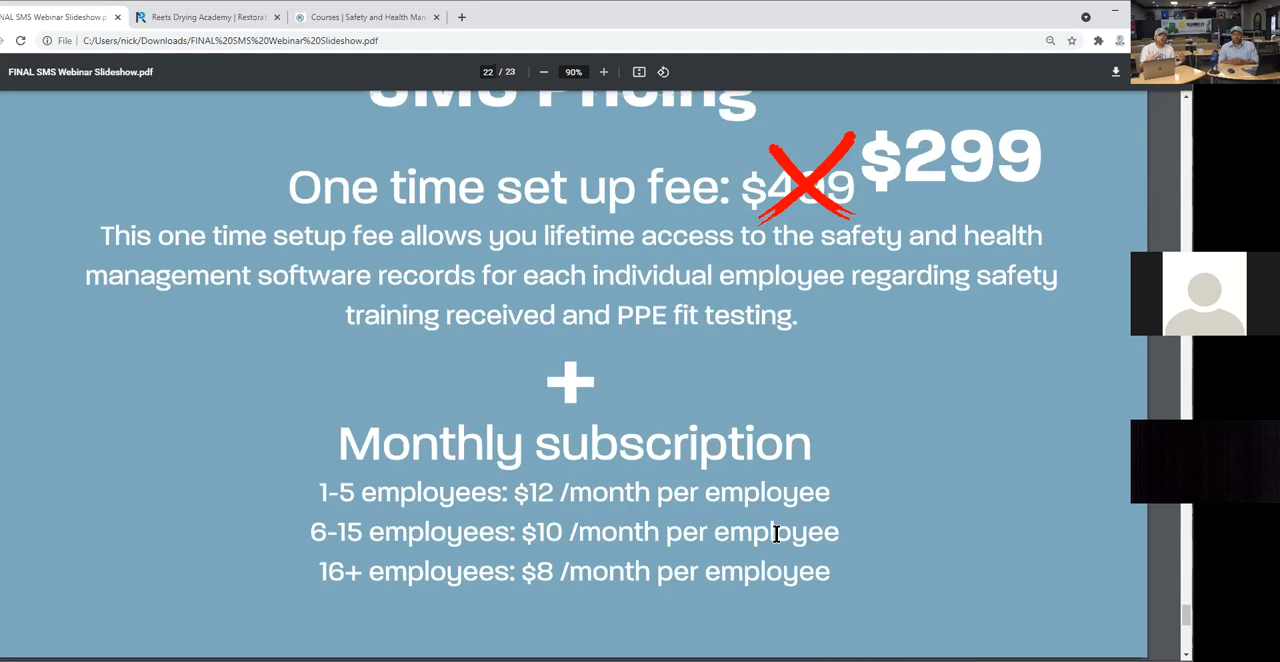 FINAL SMS Webinar Slideshow.p
Reets Drying Academy | Restorat
Courses | Safety and Health Man
File
C:/Users/nick/Downloads/FINAL%20SMS%20Webinar%20Slideshow.pdf
FINAL SMS Webinar Slideshow.pdf
22 / 23
90%
SMS Pricing
One time set up fee: $499 $299
This one time setup fee allows you lifetime access to the safety and health
management software records for each individual employee regarding safety
training received and PPE fit testing.
+
Monthly subscription
1-5 employees: $12 /month per employee
6-15 employees: $10 /month per employee
16+ employees: $8 /month per employee